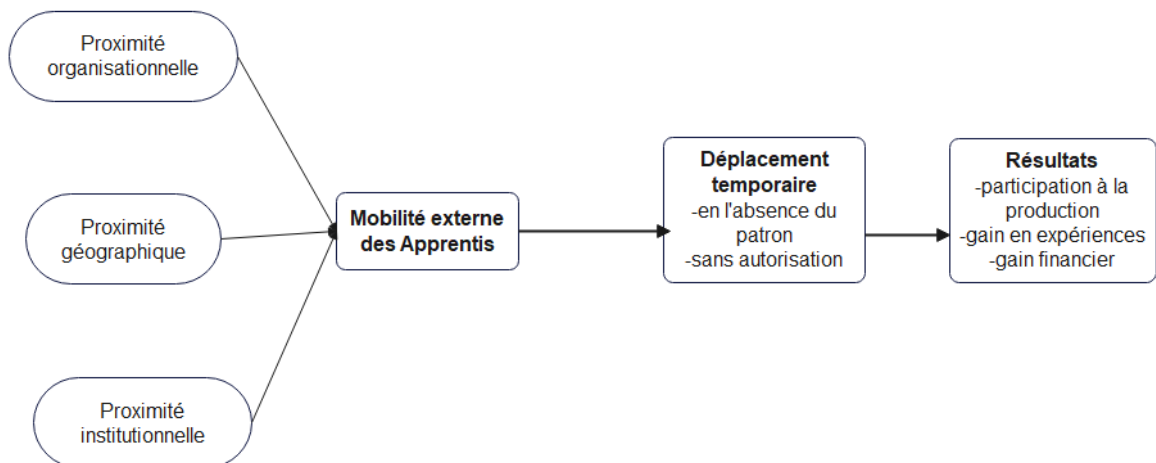 Proximité
organisationnelle
Proximité
géographique
Proximité
institutionnelle
Mobilité externe
des Apprentis
Déplacement
temporaire
-en l'absence du
patron
-sans autorisation
Résultats
-participation à la
production
-gain en expériences
-gain financier